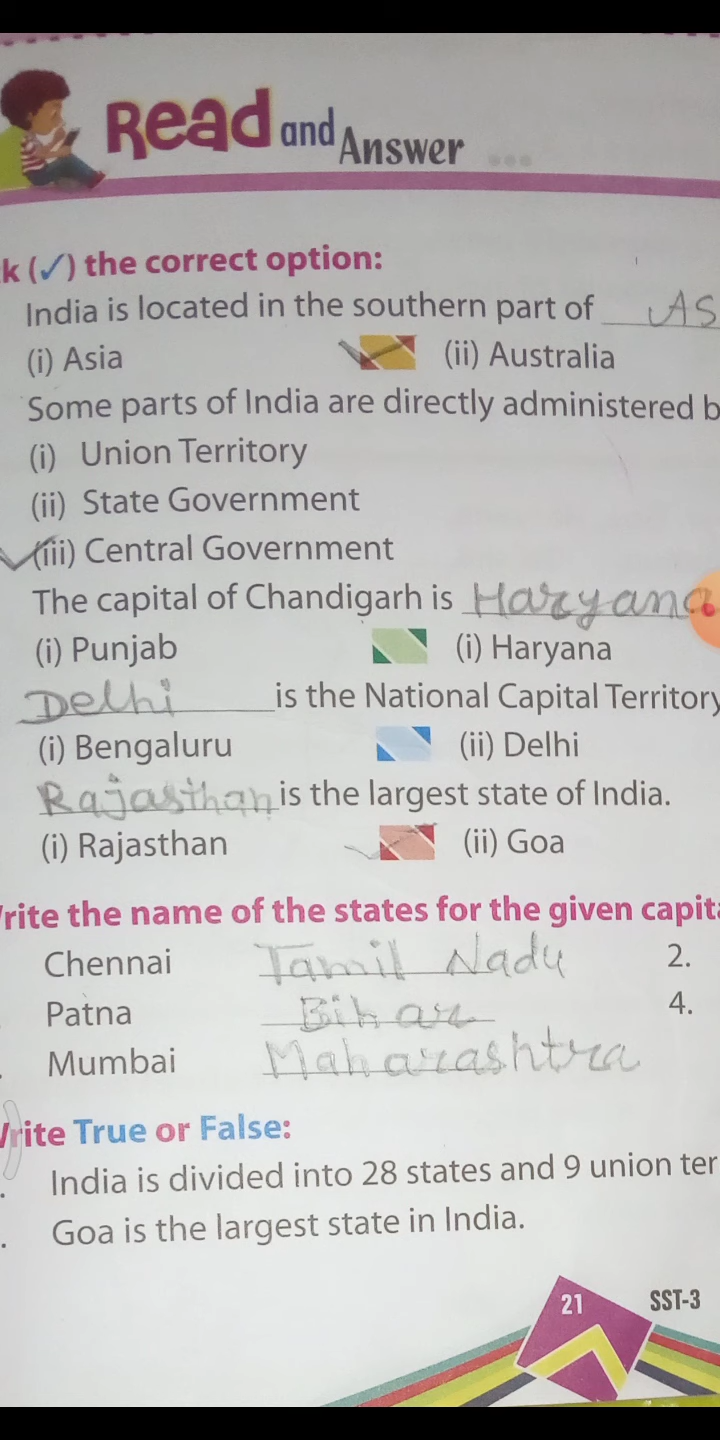 Read and Answer ...
k (✓) the correct option:
India is located in the southern part of AS
(i) Asia (ii) Australia
Some parts of India are directly administered b
(i) Union Territory
(ii) State Government
(iii) Central Government
The capital of Chandigarh is Haryana
(i) Punjab (i) Haryana
Delhi is the National Capital Territory
(i) Bengaluru (ii) Delhi
Rajasthan is the largest state of India.
(i) Rajasthan (ii) Goa
rite the name of the states for the given capita
Chennai Tamil Nadu 2.
Patna Bihar 4.
Mumbai Maharashtra
Write True or False:
India is divided into 28 states and 9 union ter
Goa is the largest state in India.
21 SST-3